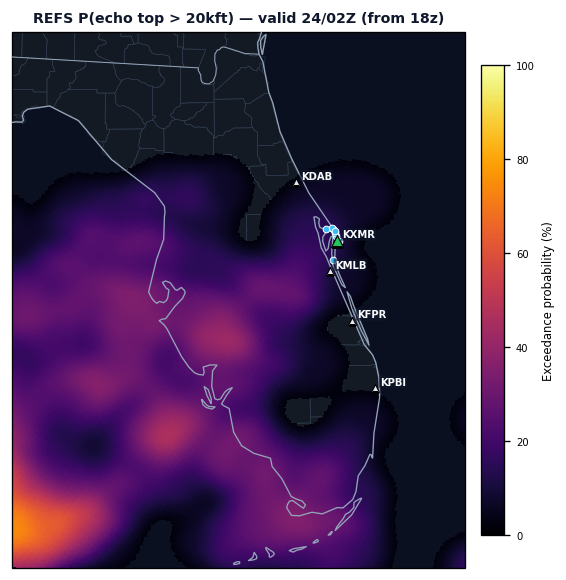 REFS P(echo top > 20kft) — valid 24/02Z (from 18z)
KDAB
KXMR
KMLB
KFPR
KPBI
100
80
60
40
20
0
Exceedance probability (%)